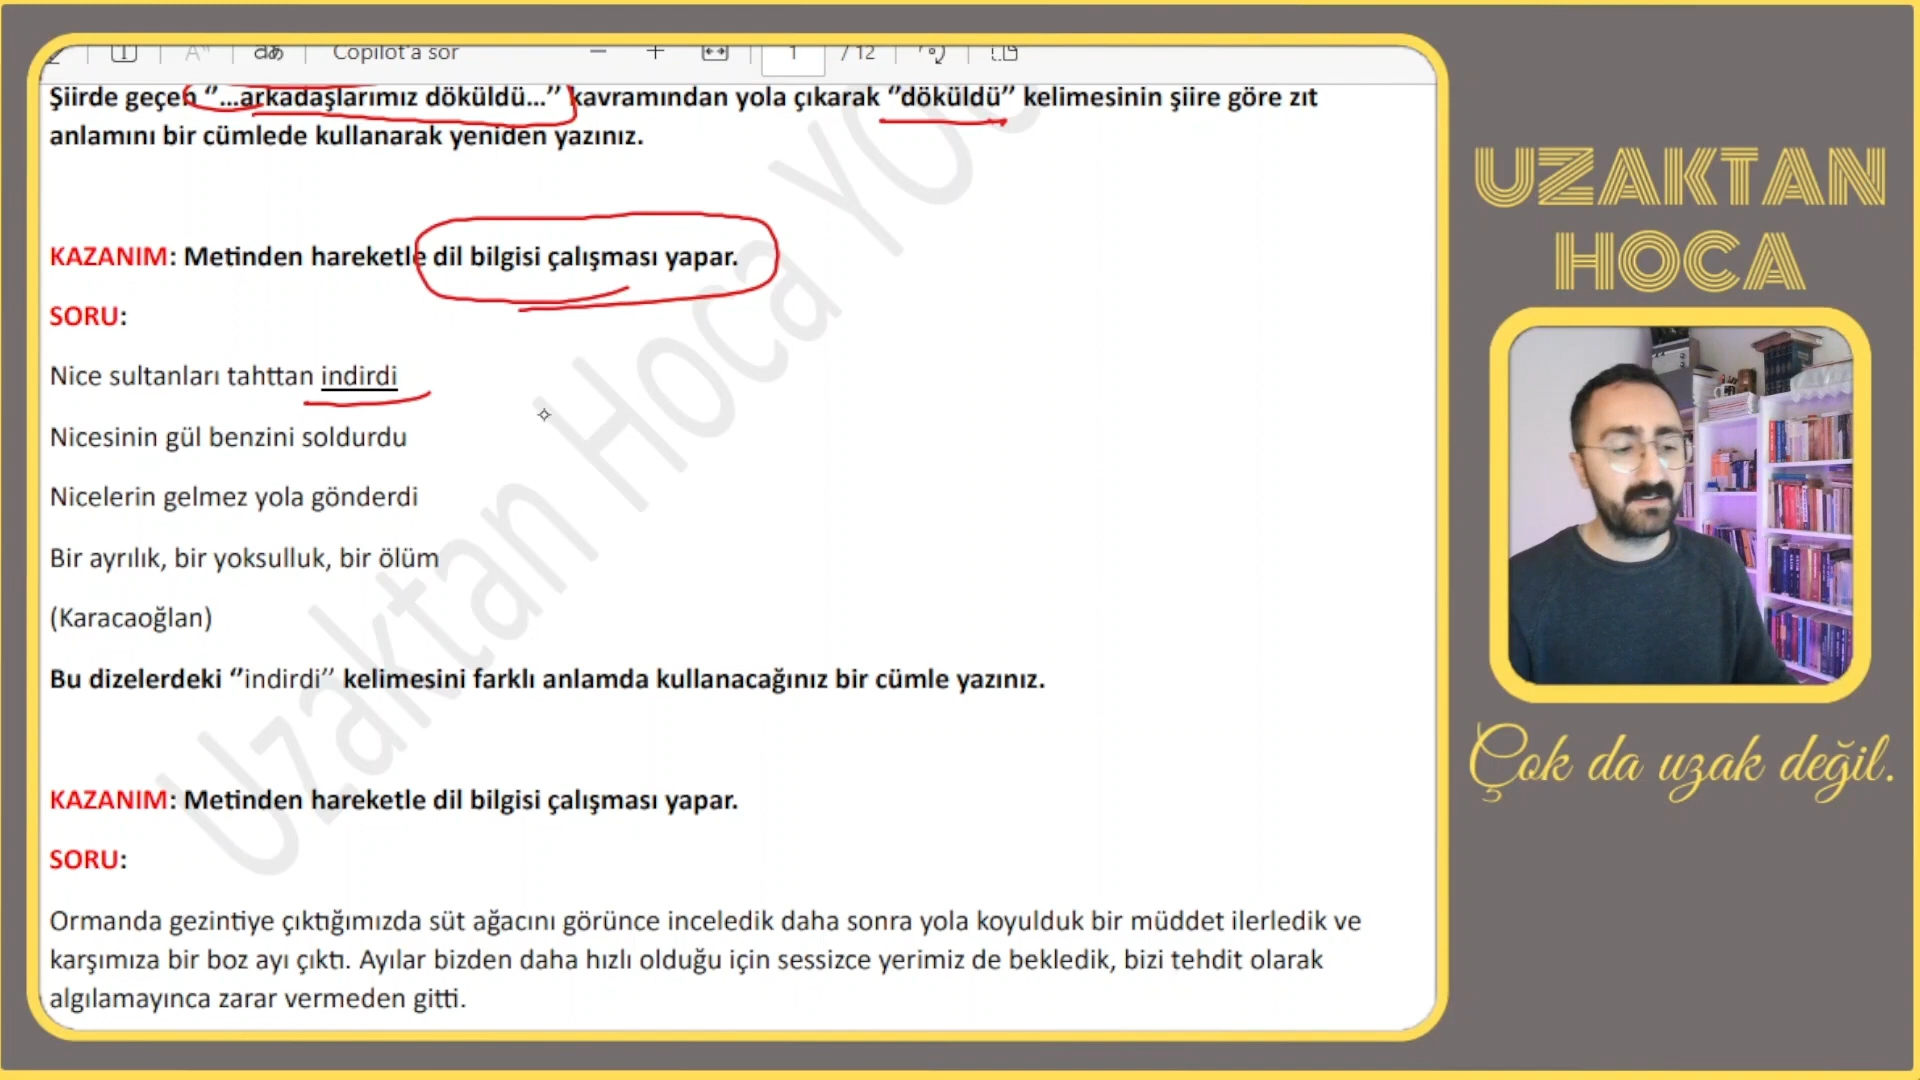 Copilot'a sor
1 / 12
Şiirde geçen ‘’…arkadaşlarımız döküldü…’’ kavramından yola çıkarak ‘’döküldü’’ kelimesinin şiire göre zıt
anlamını bir cümlede kullanarak yeniden yazınız.
KAZANIM: Metinden hareketle dil bilgisi çalışması yapar.
SORU:
Nice sultanları tahttan indirdi
Nicesinin gül benzini soldurdu
Nicelerin gelmez yola gönderdi
Bir ayrılık, bir yoksulluk, bir ölüm
(Karacaoğlan)
Bu dizelerdeki ‘’indirdi’’ kelimesini farklı anlamda kullanacağınız bir cümle yazınız.
KAZANIM: Metinden hareketle dil bilgisi çalışması yapar.
SORU:
Ormanda gezintiye çıktığımızda süt ağacını görünce inceledik daha sonra yola koyulduk bir müddet ilerledik ve
karşımıza bir boz ayı çıktı. Ayılar bizden daha hızlı olduğu için sessizce yerimiz de bekledik, bizi tehdit olarak
algılamayınca zarar vermeden gitti.
Uzaktan Hoca
UZAKTAN
HOCA
Çok da uzak değil.